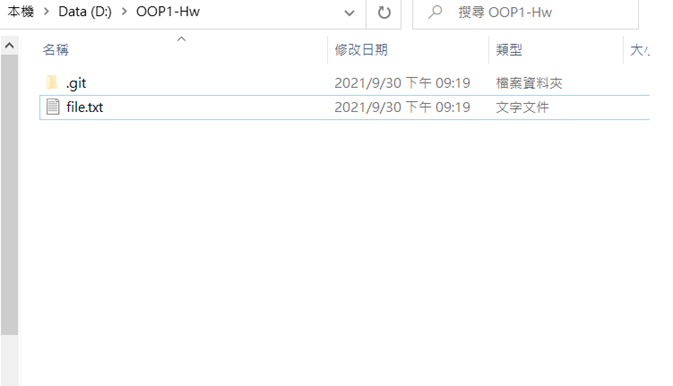 本機 > Data (D:) > OOP1-Hw 搜尋 OOP1-Hw
名稱 修改日期 類型
.git 2021/9/30 下午 09:19 檔案資料夾
file.txt 2021/9/30 下午 09:19 文字文件